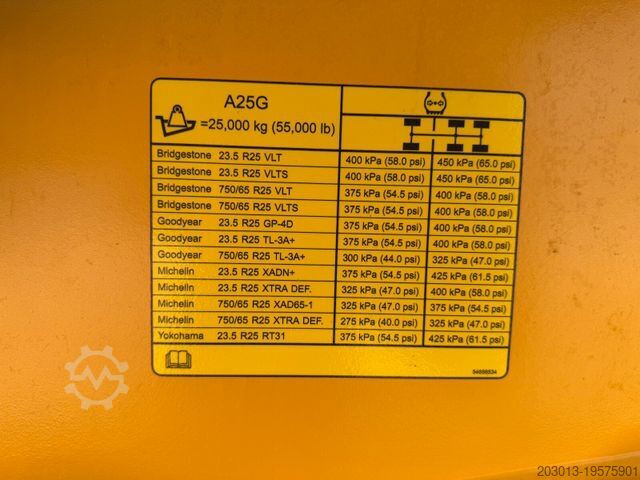 A25G
=25,000 kg (55,000 lb)
Bridgestone 23.5 R25 VLT 400 kPa (58.0 psi) 450 kPa (65.0 psi)
Bridgestone 23.5 R25 VLTS 400 kPa (58.0 psi) 450 kPa (65.0 psi)
Bridgestone 750/65 R25 VLT 375 kPa (54.5 psi) 400 kPa (58.0 psi)
Bridgestone 750/65 R25 VLTS 375 kPa (54.5 psi) 400 kPa (58.0 psi)
Goodyear 23.5 R25 GP-4D 375 kPa (54.5 psi) 400 kPa (58.0 psi)
Goodyear 23.5 R25 TL-3A+ 375 kPa (54.5 psi) 400 kPa (58.0 psi)
Goodyear 750/65 R25 TL-3A+ 300 kPa (44.0 psi) 325 kPa (47.0 psi)
Michelin 23.5 R25 XADN+ 375 kPa (54.5 psi) 425 kPa (61.5 psi)
Michelin 23.5 R25 XTRA DEF. 325 kPa (47.0 psi) 400 kPa (58.0 psi)
Michelin 750/65 R25 XAD65-1 325 kPa (47.0 psi) 375 kPa (54.5 psi)
Michelin 750/65 R25 XTRA DEF. 275 kPa (40.0 psi) 325 kPa (47.0 psi)
Yokohama 23.5 R25 RT31 375 kPa (54.5 psi) 425 kPa (61.5 psi)
203013-19575901